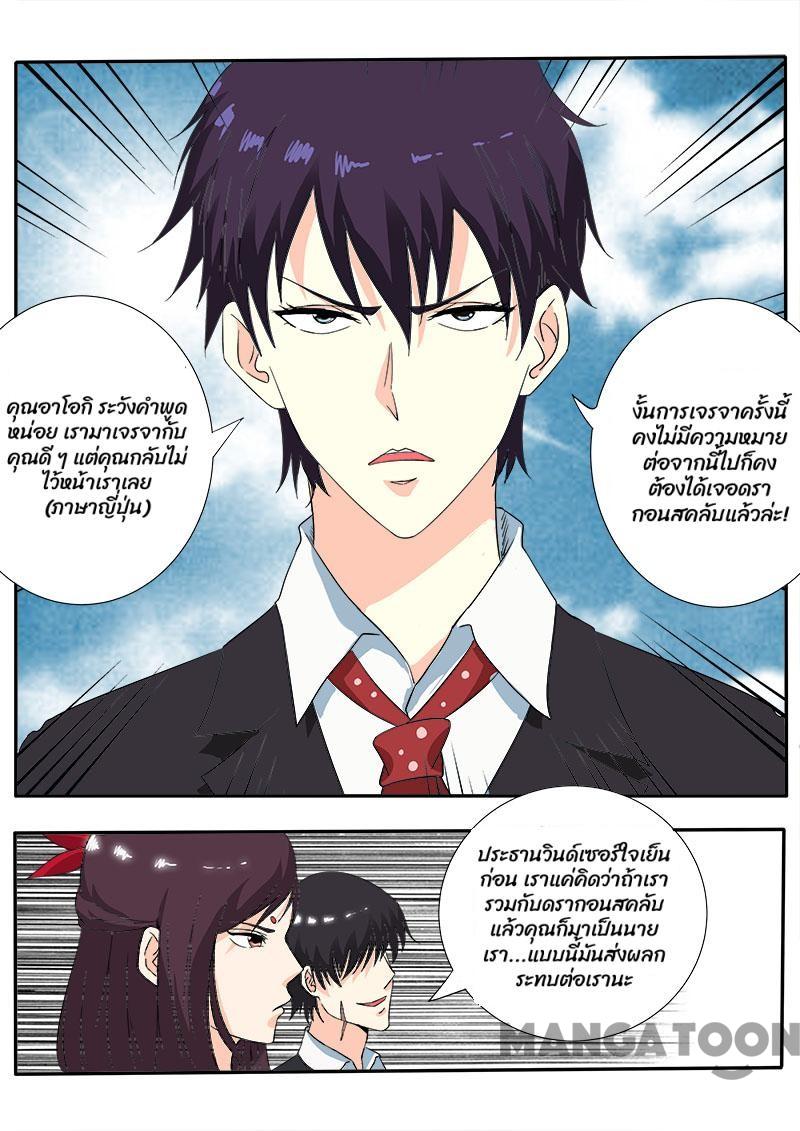 คุณอาโอกิ ระวังคำพูด
หน่อย เรามาเจรจากับ
คุณดี ๆ แต่คุณกลับไม่
ไว้หน้าเราเลย
(ภาษาญี่ปุ่น)
งั้นการเจรจาครั้งนี้
คงไม่มีความหมาย
ต่อจากนี้ไปก็คง
ต้องได้เจอดรา
กอนสคลับแล้วล่ะ!
ประธานวินด์เซอร์ใจเย็น
ก่อน เราแค่คิดว่าถ้าเรา
รวมกับดรากอนสคลับ
แล้วคุณก็มาเป็นนาย
เรา...แบบนี้มันส่งผลก
ระทบต่อเรานะ
MANGATOON